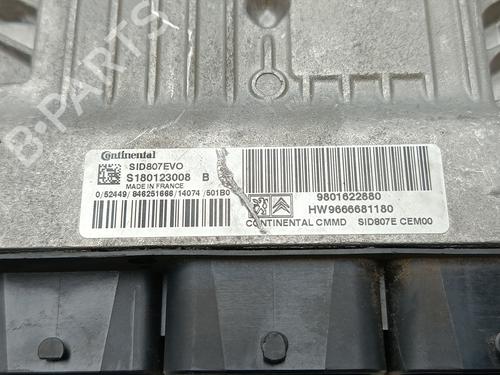 B-PARTS
Continental
SID807EVO
S180123008 B
MADE IN FRANCE
0/52449/846251666/14074/501B0
9801622880
HW9666681180
CONTINENTAL CMMD SID807E CEM00